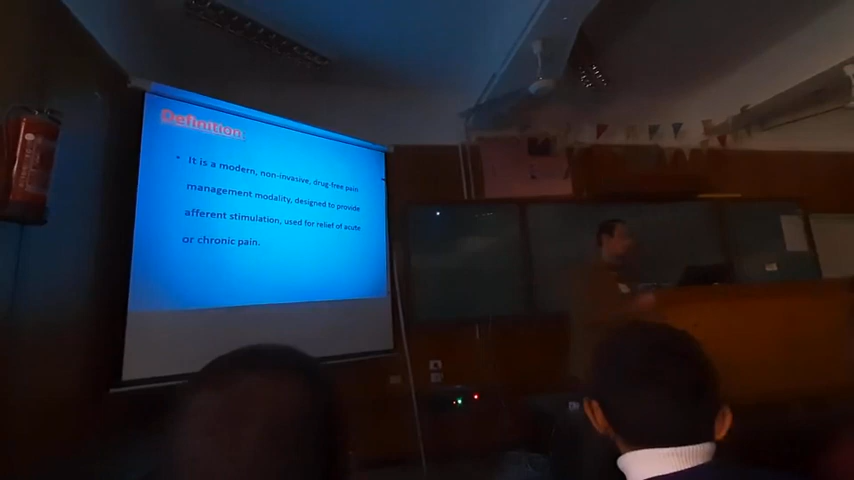 Definition
• It is a modern, non-invasive, drug-free pain
management modality, designed to provide
afferent stimulation, used for relief of acute
or chronic pain.